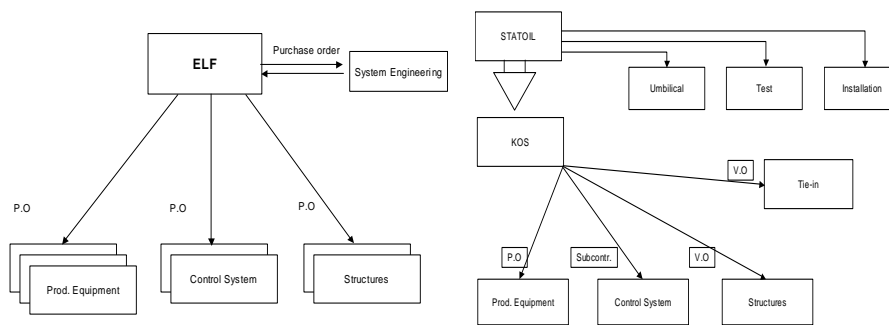 ELF
Purchase order
System Engineering
P.O
P.O
P.O
Prod. Equipment
Control System
Structures
STATOIL
Umbilical
Test
Installation
KOS
V.O
Tie-in
P.O
Subcontr.
V.O
Prod. Equipment
Control System
Structures